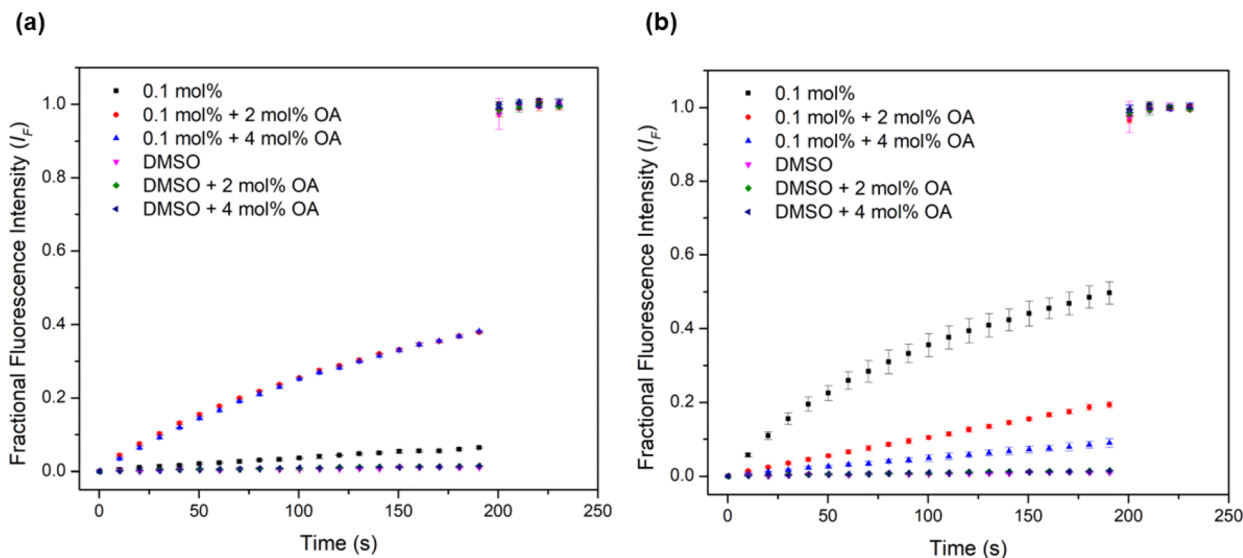 (a)
0.1 mol%
0.1 mol% + 2 mol% OA
0.1 mol% + 4 mol% OA
DMSO
DMSO + 2 mol% OA
DMSO + 4 mol% OA
Fractional Fluorescence Intensity (I_F)
1.0
0.8
0.6
0.4
0.2
0.0
0
50
100
150
200
250
Time (s)
(b)
0.1 mol%
0.1 mol% + 2 mol% OA
0.1 mol% + 4 mol% OA
DMSO
DMSO + 2 mol% OA
DMSO + 4 mol% OA
Fractional Fluorescence Intensity (I_F)
1.0
0.8
0.6
0.4
0.2
0.0
0
50
100
150
200
250
Time (s)